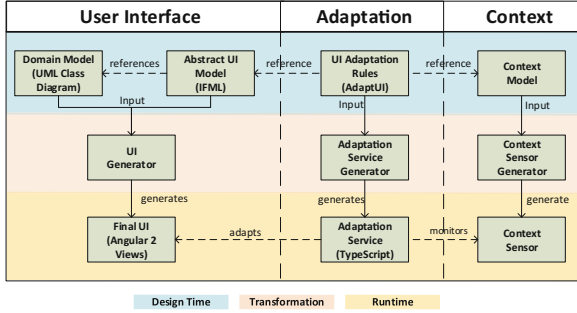 User Interface
Adaptation
Context
Domain Model
(UML Class
Diagram)
references
Abstract UI
Model
(IFML)
reference
UI Adaptation
Rules
(AdaptUI)
reference
Context
Model
Input
Input
Input
UI
Generator
Adaptation
Service
Generator
Context
Sensor
Generator
generates
generates
generate
Final UI
(Angular 2
Views)
adapts
Adaptation
Service
(TypeScript)
monitors
Context
Sensor
Design Time
Transformation
Runtime